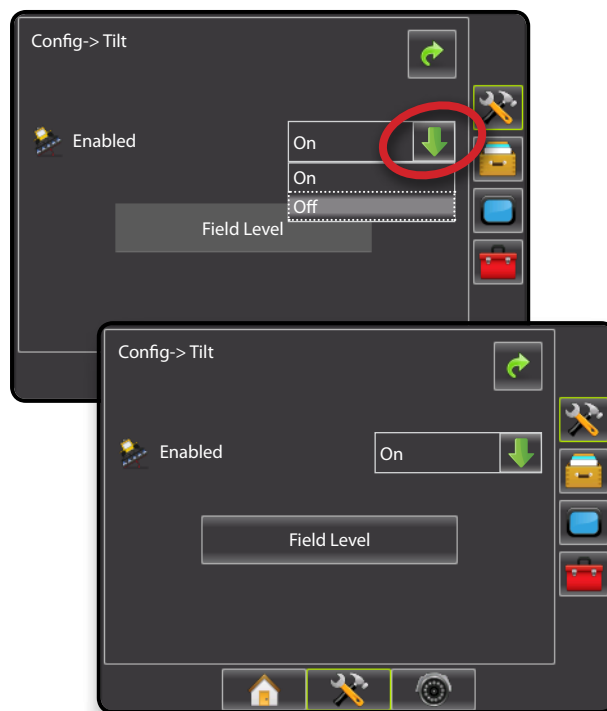 Config-> Tilt
Enabled
On
On
Off
Field Level
Config-> Tilt
Enabled
On
Field Level